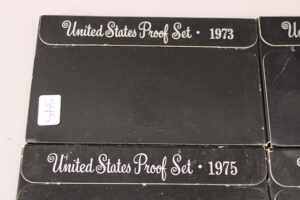 United States Proof Set · 1973
United States Proof Set · 1975